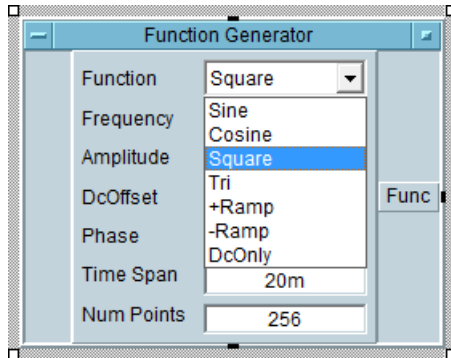 Function Generator
Function Square
Frequency Sine
Cosine
Amplitude Square
Tri
DcOffset +Ramp Func
Phase -Ramp
DcOnly
Time Span 20m
Num Points 256